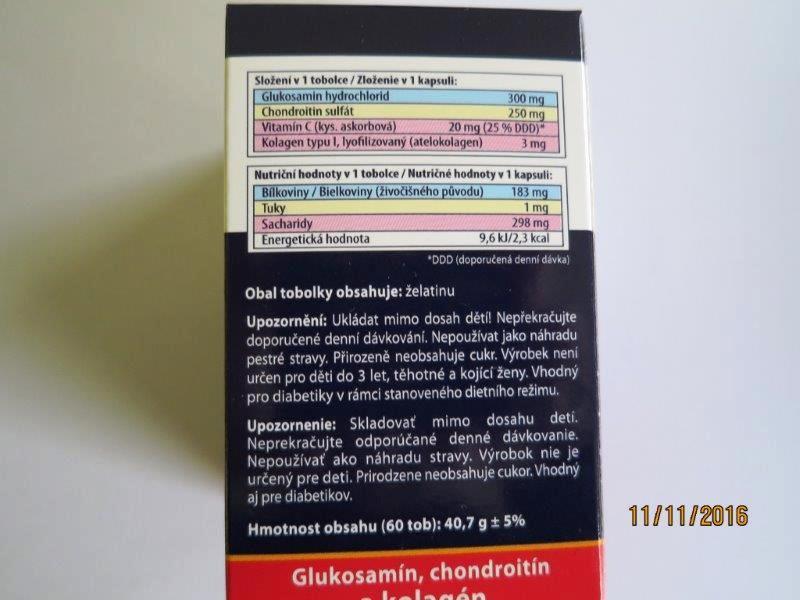 Složení v 1 tobolce / Zloženie v 1 kapsuli:
Glukosamin hydrochlorid 300 mg
Chondroitin sulfát 250 mg
Vitamín C (kys. askorbová) 20 mg (25 % DDD)*
Kolagen typu I, lyofilizovaný (atelokolagen) 3 mg
Nutriční hodnoty v 1 tobolce / Nutričné hodnoty v 1 kapsuli:
Bílkoviny / Bielkoviny (živočišného původu) 183 mg
Tuky 1 mg
Sacharidy 298 mg
Energetická hodnota 9,6 kJ/2,3 kcal
*DDD (doporučená denní dávka)
Obal tobolky obsahuje: želatinu
Upozornění: Ukládat mimo dosah dětí! Nepřekračujte
doporučené denní dávkování. Nepoužívat jako náhradu
pestré stravy. Přirozeně neobsahuje cukr. Výrobek není
určen pro děti do 3 let, těhotné a kojící ženy. Vhodný
pro diabetiky v rámci stanoveného dietního režimu.
Upozornenie: Skladovať mimo dosahu detí.
Neprekračujte odporúčané denné dávkovanie.
Nepoužívať ako náhradu stravy. Výrobok nie je
určený pre deti. Prirodzene neobsahuje cukor. Vhodný
aj pre diabetikov.
Hmotnost obsahu (60 tob): 40,7 g ± 5%
Glukosamín, chondroitín
a kolagén
11/11/2016